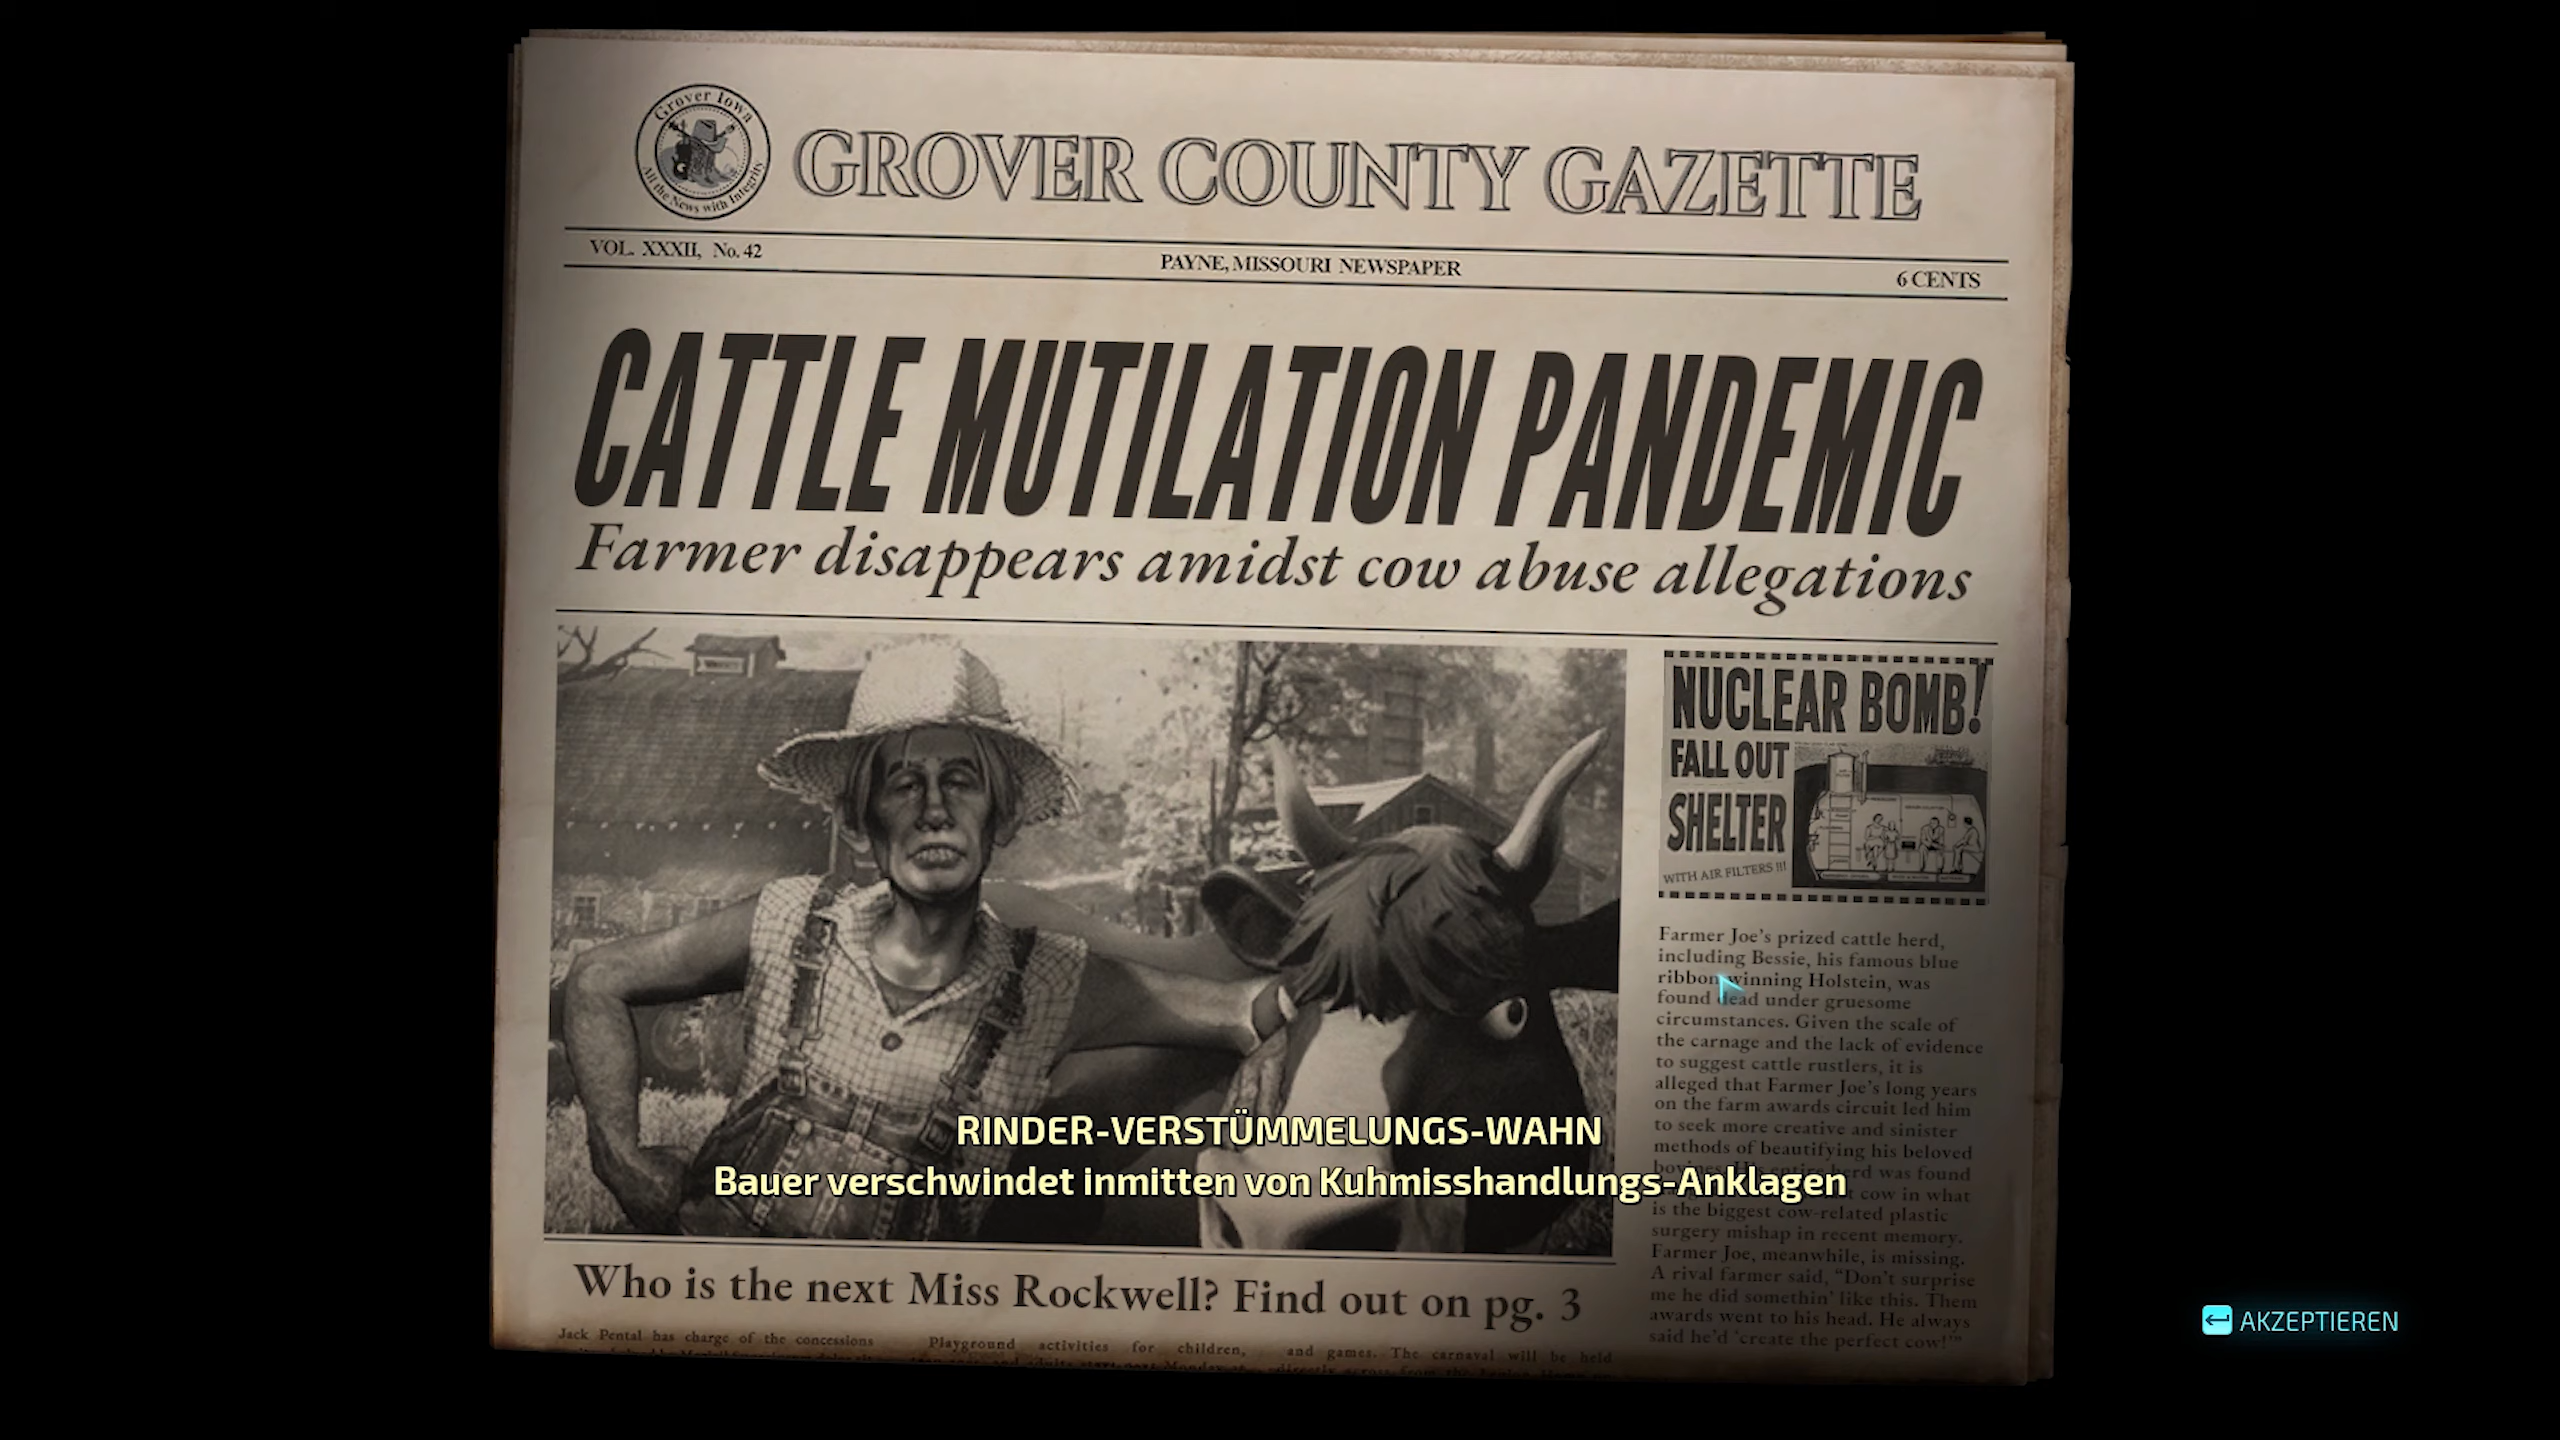 Grover Iowa
All the News with Integrity
GROVER COUNTY GAZETTE
VOL. XXXII, No. 42
PAYNE, MISSOURI NEWSPAPER
6 CENTS
CATTLE MUTILATION PANDEMIC
Farmer disappears amidst cow abuse allegations
NUCLEAR BOMB!
FALL OUT
SHELTER
WITH AIR FILTERS !!!
Farmer Joe's prized cattle herd,
including Bessie, his famous blue
ribbon winning Holstein, was
found dead under gruesome
circumstances. Given the scale of
the carnage and the lack of evidence
to suggest cattle rustlers, it is
alleged that Farmer Joe's long years
on the farm awards circuit led him
to seek more creative and sinister
methods of beautifying his beloved
bovines. His entire herd was found
cow in what
is the biggest cow-related plastic
surgery mishap in recent memory.
Farmer Joe, meanwhile, is missing.
A rival farmer said, “Don't surprise
me he did somethin' like this. Them
awards went to his head. He always
said he'd 'create the perfect cow!'”
RINDER-VERSTÜMMELUNGS-WAHN
Bauer verschwindet inmitten von Kuhmisshandlungs-Anklagen
Who is the next Miss Rockwell? Find out on pg. 3
Jack Pental has charge of the concessions
Playground activities for children,
and games. The carnaval will be held
AKZEPTIEREN